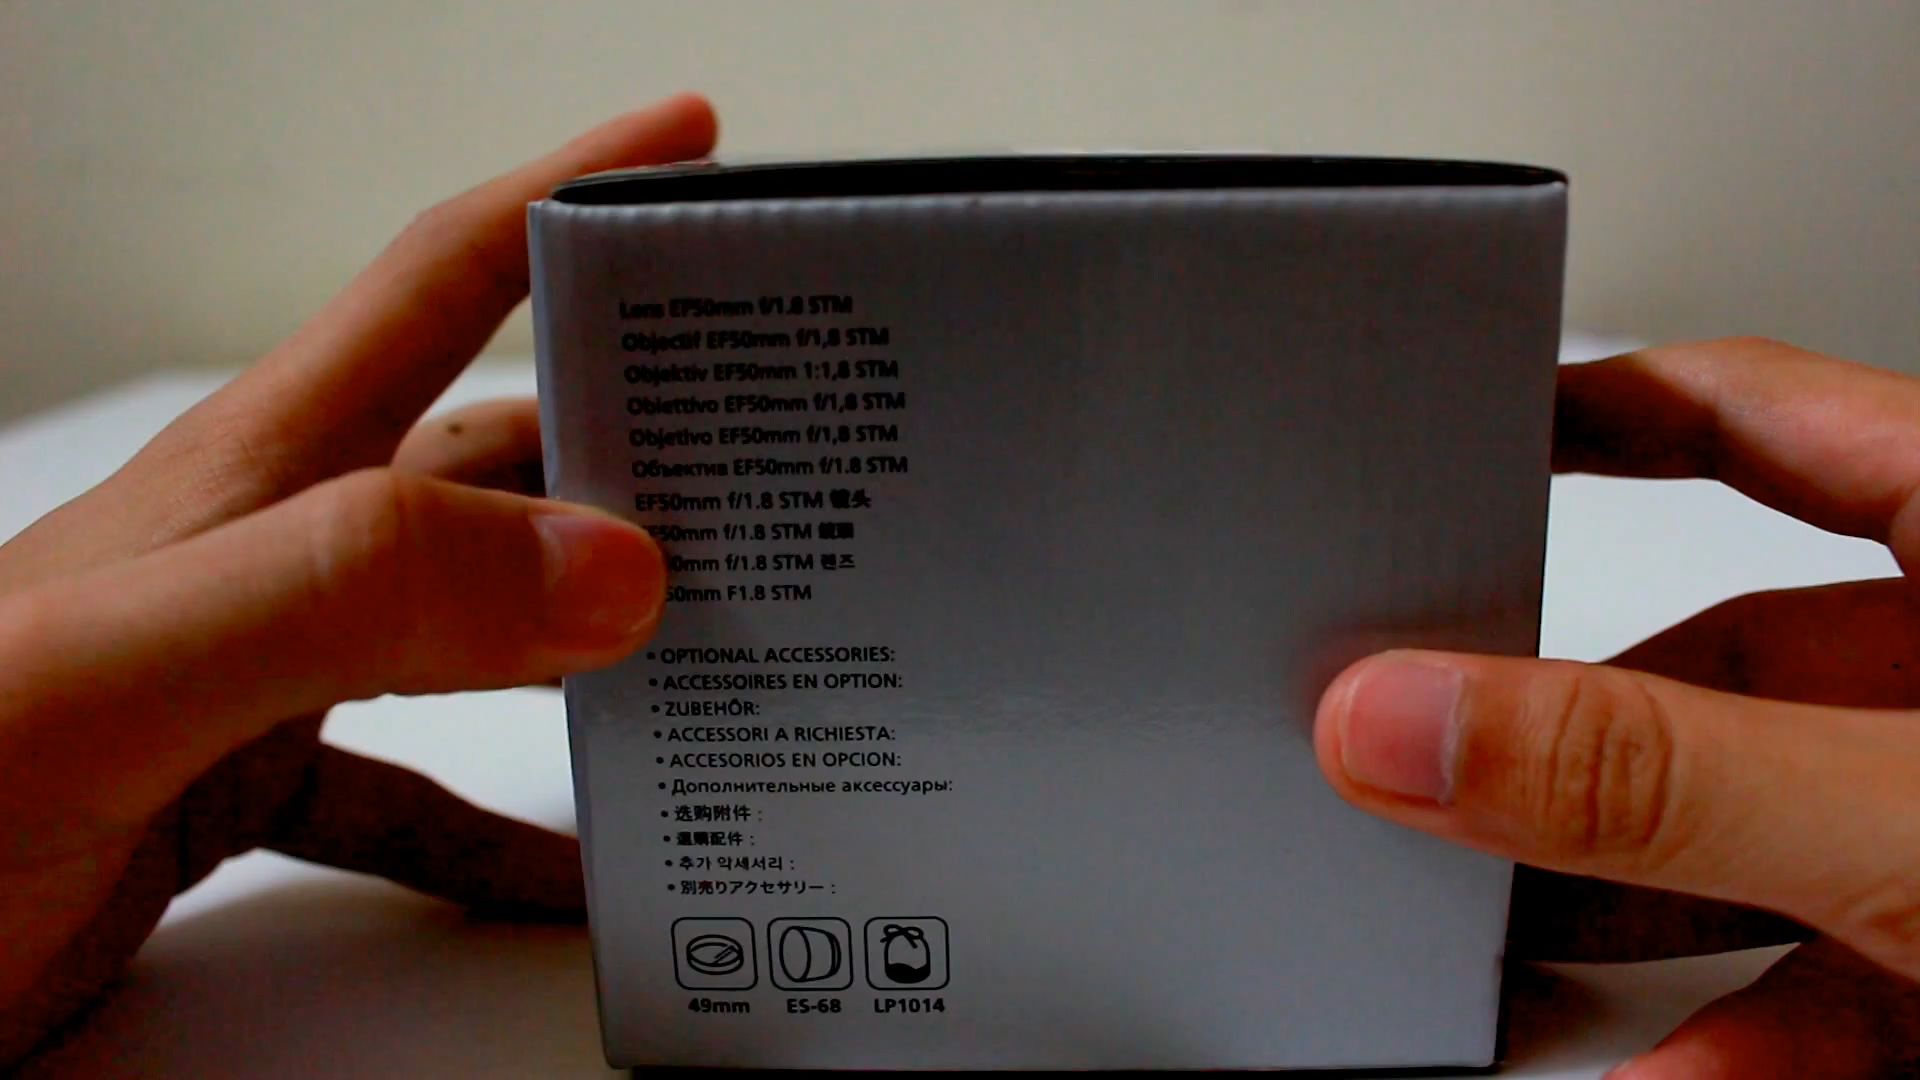 Lens EF50mm f/1.8 STM
Objectif EF50mm f/1,8 STM
Objektiv EF50mm 1:1,8 STM
Obiettivo EF50mm f/1,8 STM
Objetivo EF50mm f/1,8 STM
Объектив EF50mm f/1.8 STM
EF50mm f/1.8 STM 镜头
F50mm f/1.8 STM 鏡頭
0mm f/1.8 STM 렌즈
50mm F1.8 STM
• OPTIONAL ACCESSORIES:
• ACCESSOIRES EN OPTION:
• ZUBEHÖR:
• ACCESSORI A RICHIESTA:
• ACCESORIOS EN OPCION:
• Дополнительные аксессуары:
• 选购附件 :
• 選購配件 :
• 추가 악세서리 :
• 別売りアクセサリー :
49mm ES-68 LP1014